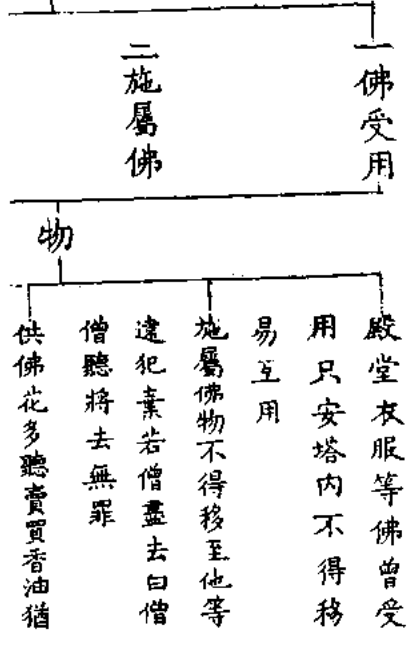 一佛受用
二施屬佛
物
殿堂衣服等佛曾受
用只安塔內不得移
易互用
施屬佛物不得移至他等
違犯棄若僧盡去白僧
僧聽將去無罪
供佛花多聽賣買香油猶